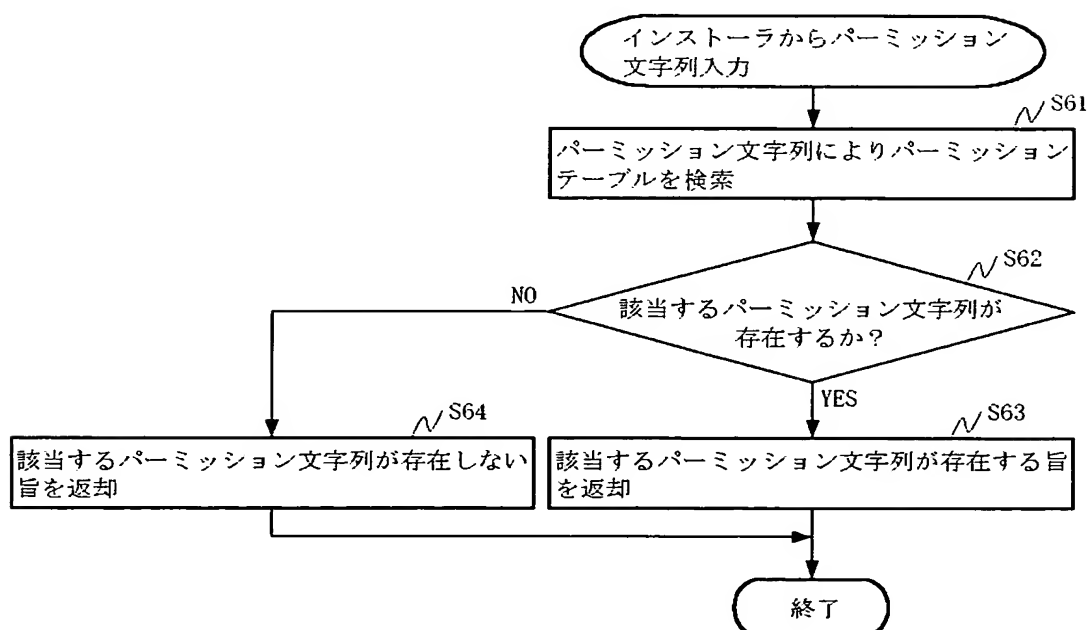 インストーラからパーミッション
文字列入力
S61
パーミッション文字列によりパーミッション
テーブルを検索
S62
該当するパーミッション文字列が
存在するか?
NO
YES
S64
該当するパーミッション文字列が存在しない
旨を返却
S63
該当するパーミッション文字列が存在する旨
を返却
終了